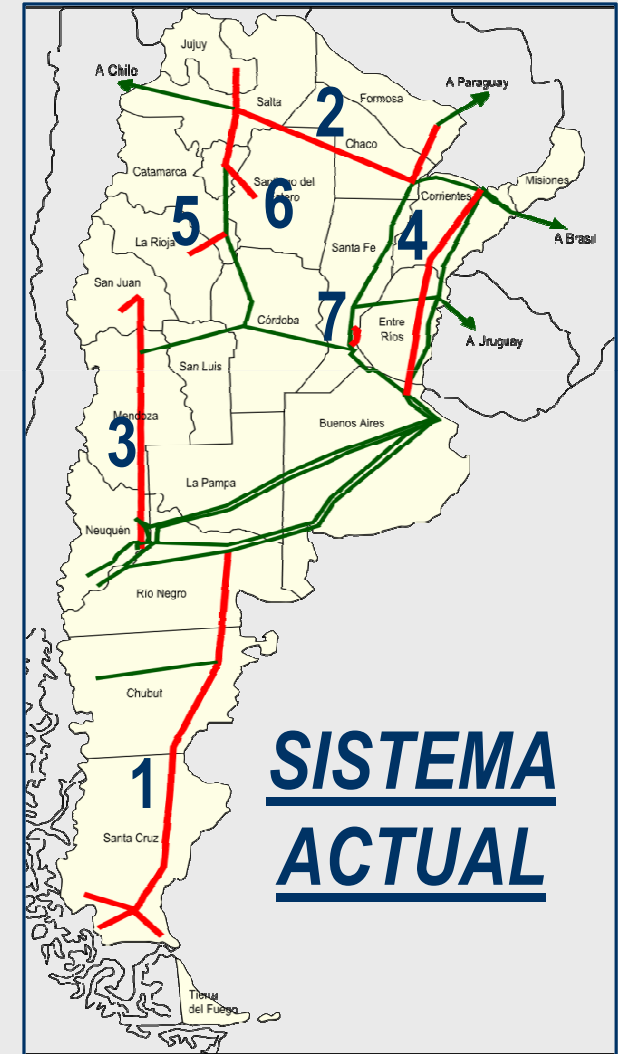 Jujuy
A Chile
A Paraguay
Salta
2
Formosa
Chaco
Catamarca
Misiones
6
Corrientes
5
4
La Rioja
Santa Fe
A Brasil
San Juan
7
Córdoba
Entre
Ríos
A Uruguay
San Luis
Mendoza
Buenos Aires
3
La Pampa
Neuquén
Río Negro
Chubut
1
SISTEMA
ACTUAL
Santa Cruz
Tierra
del Fuego